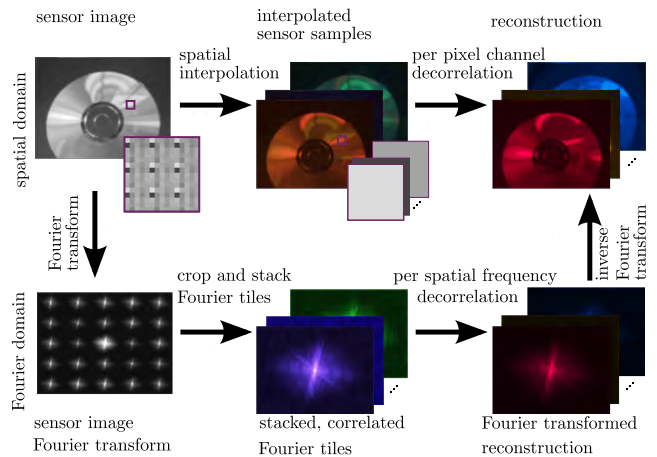 sensor image
interpolated
sensor samples
reconstruction
spatial domain
spatial
interpolation
per pixel channel
decorrelation
Fourier
transform
inverse
Fourier
transform
Fourier domain
crop and stack
Fourier tiles
per spatial frequency
decorrelation
sensor image
Fourier transform
stacked, correlated
Fourier tiles
Fourier transformed
reconstruction